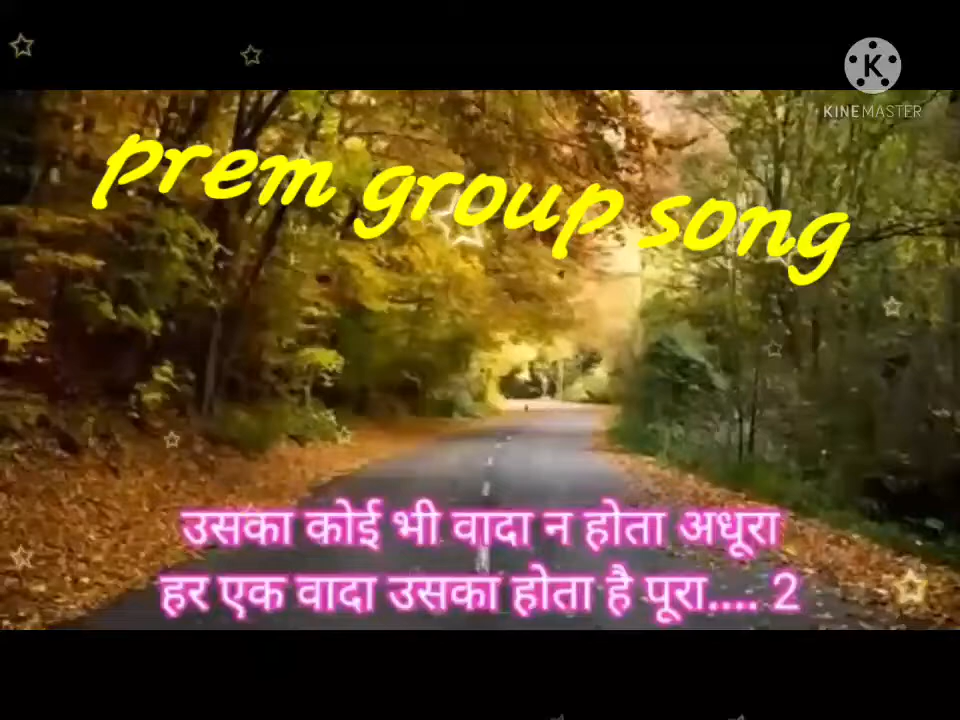 KINEMASTER
prem group song
उसका कोई भी वादा न होता अधूरा
हर एक वादा उसका होता है पूरा.... 2